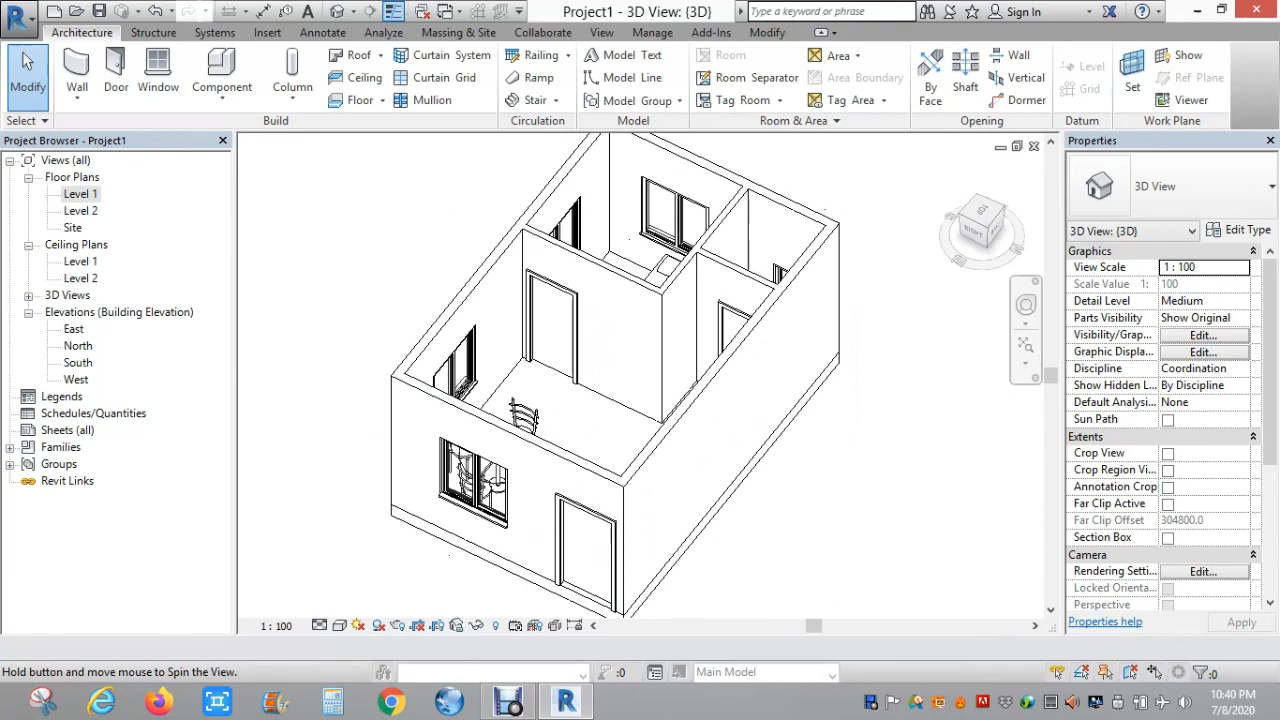 Project1 - 3D View: {3D}
Type a keyword or phrase
Sign In
Architecture Structure Systems Insert Annotate Analyze Massing & Site Collaborate View Manage Add-Ins Modify
Modify
Wall
Door
Window
Component
Column
Roof
Ceiling
Floor
Curtain System
Curtain Grid
Mullion
Railing
Ramp
Stair
Model Text
Model Line
Model Group
Room
Room Separator
Tag Room
Area
Area Boundary
Tag Area
By Face
Shaft
Wall
Vertical
Dormer
Level
Grid
Set
Show
Ref Plane
Viewer
Select
Build
Circulation
Model
Room & Area
Opening
Datum
Work Plane
Project Browser - Project1
Views (all)
Floor Plans
Level 1
Level 2
Site
Ceiling Plans
Level 1
Level 2
3D Views
Elevations (Building Elevation)
East
North
South
West
Legends
Schedules/Quantities
Sheets (all)
Families
Groups
Revit Links
TOP
RIGHT
Properties
3D View
3D View: {3D}
Edit Type
Graphics
View Scale 1 : 100
Scale Value 1: 100
Detail Level Medium
Parts Visibility Show Original
Visibility/Grap... Edit...
Graphic Displa... Edit...
Discipline Coordination
Show Hidden L... By Discipline
Default Analysi... None
Sun Path
Extents
Crop View
Crop Region Vi...
Annotation Crop
Far Clip Active
Far Clip Offset 304800.0
Section Box
Camera
Rendering Setti... Edit...
Locked Orienta...
Perspective
Properties help
Apply
1 : 100
Hold button and move mouse to Spin the View.
:0
Main Model
:0
10:40 PM
7/8/2020